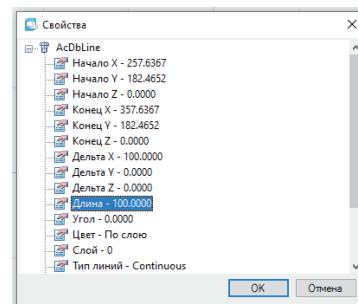 Свойства
AcDbLine
Начало X - 257.6367
Начало Y - 182.4652
Начало Z - 0.0000
Конец X - 357.6367
Конец Y - 182.4652
Конец Z - 0.0000
Дельта X - 100.0000
Дельта Y - 0.0000
Дельта Z - 0.0000
Длина - 100.0000
Угол - 0.0000
Цвет - По слою
Слой - 0
Тип линий - Continuous
OK Отмена